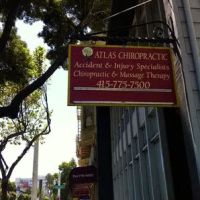 ATLAS CHIROPRACTIC
Accident & Injury Specialists
Chiropractic & Massage Therapy
415-775-7500